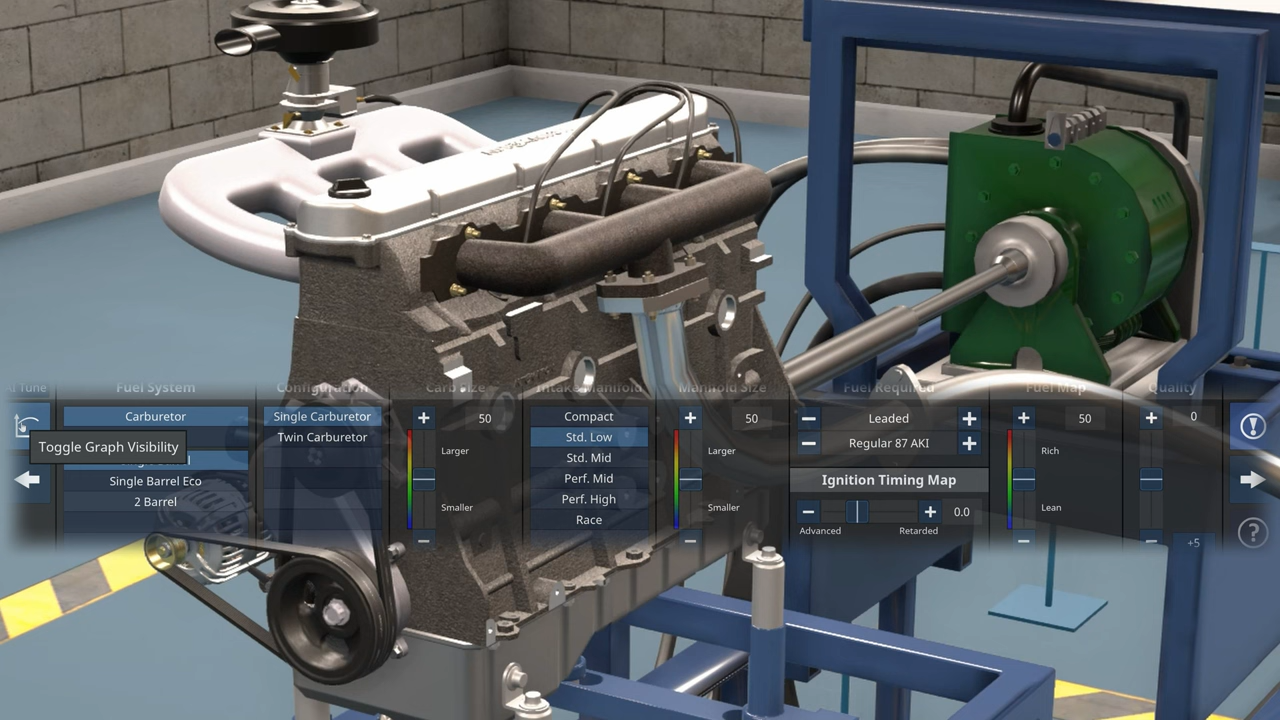 d Tune
Fuel System
Configuration
Carb Size
Intake Manifold
Manifold Size
Fuel Required
Fuel Map
Quality
Carburetor
Single Carburetor
Twin Carburetor
+
50
Larger
Smaller
−
Compact
Std. Low
Std. Mid
Perf. Mid
Perf. High
Race
+
50
Larger
Smaller
−
−
Leaded
+
−
Regular 87 AKI
+
Ignition Timing Map
−
+
0.0
Advanced
Retarded
+
50
Rich
Lean
−
+
0
+5
Toggle Graph Visibility
Single Barrel Eco
2 Barrel
?